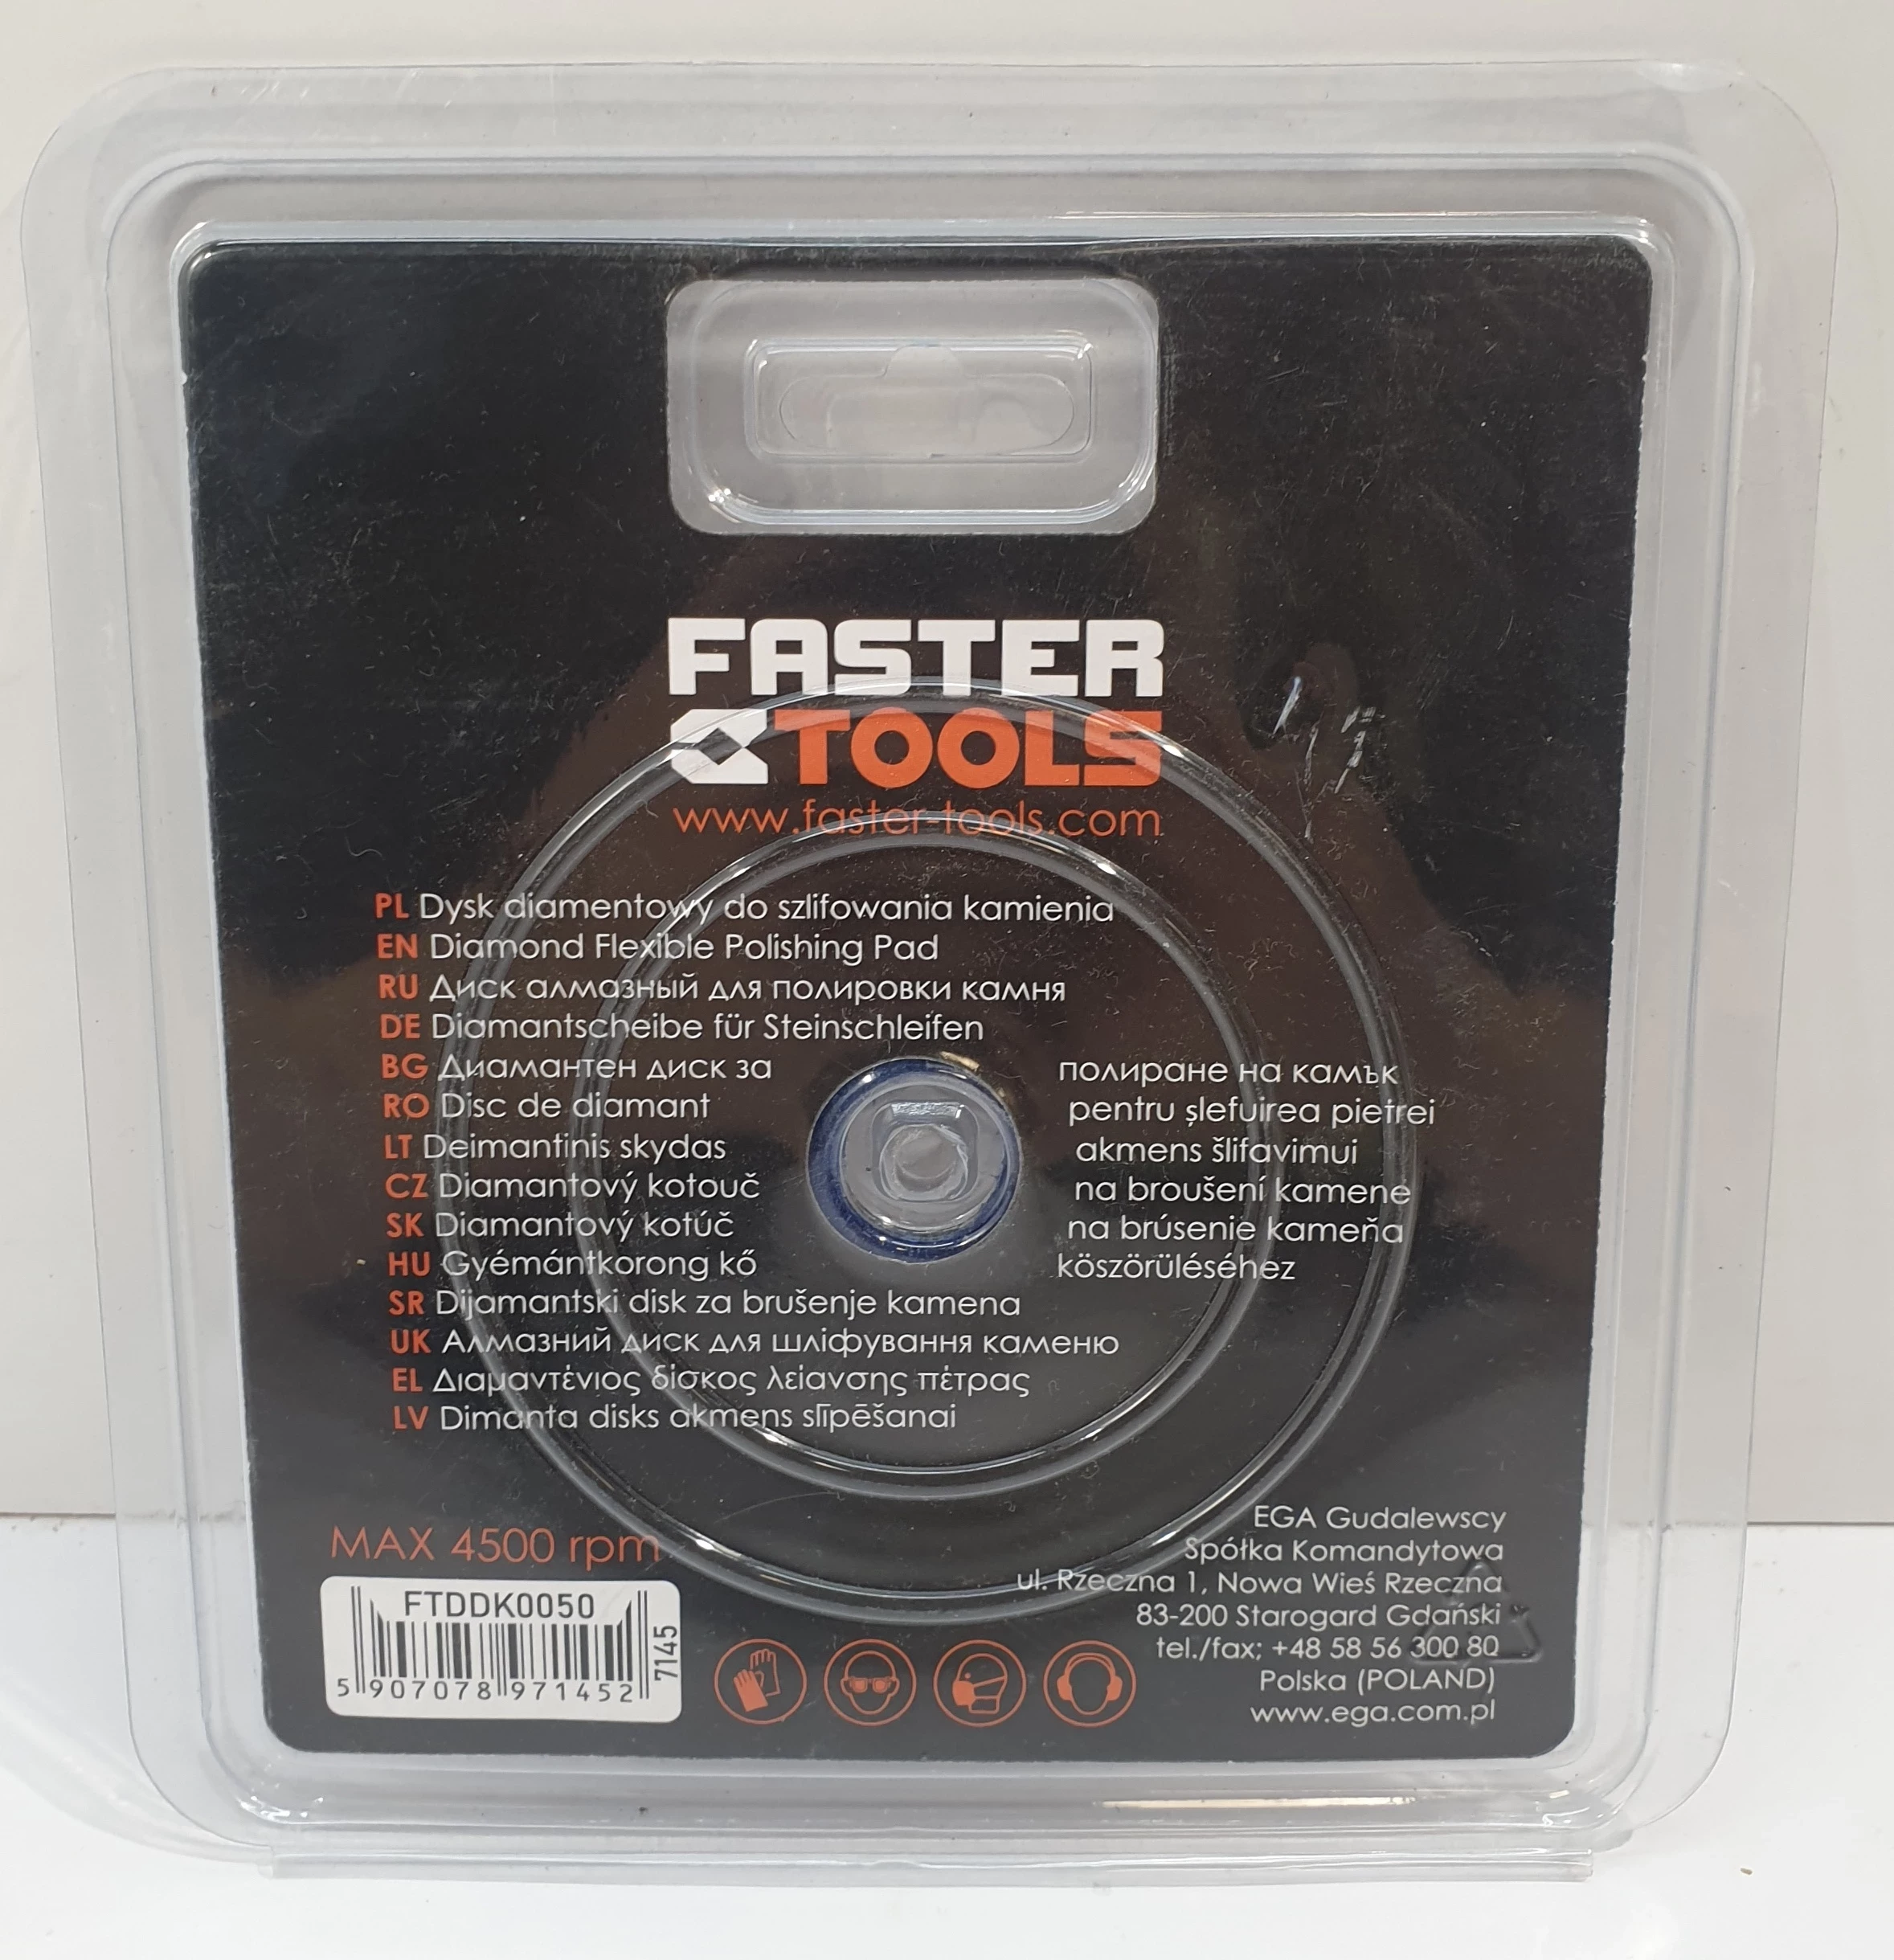 FASTER
TOOLS
www.faster-tools.com
PL Dysk diamentowy do szlifowania kamienia
EN Diamond Flexible Polishing Pad
RU Диск алмазный для полировки камня
DE Diamantscheibe für Steinschleifen
BG Диамантен диск за полиране на камък
RO Disc de diamant pentru șlefuirea pietrei
LT Deimantinis skydas akmens šlifavimui
CZ Diamantový kotouč na broušení kamene
SK Diamantový kotúč na brúsenie kameňa
HU Gyémántkorong kő köszörüléséhez
SR Dijamantski disk za brušenje kamena
UK Алмазний диск для шліфування каменю
EL Διαμαντένιος δίσκος λείανσης πέτρας
LV Dimanta disks akmens slīpēšanai
MAX 4500 rpm
FTDDK0050
5 907078 971452
7145
EGA Gudalewscy
Spółka Komandytowa
ul. Rzeczna 1, Nowa Wieś Rzeczna
83-200 Starogard Gdański
tel./fax; +48 58 56 300 80
Polska (POLAND)
www.ega.com.pl